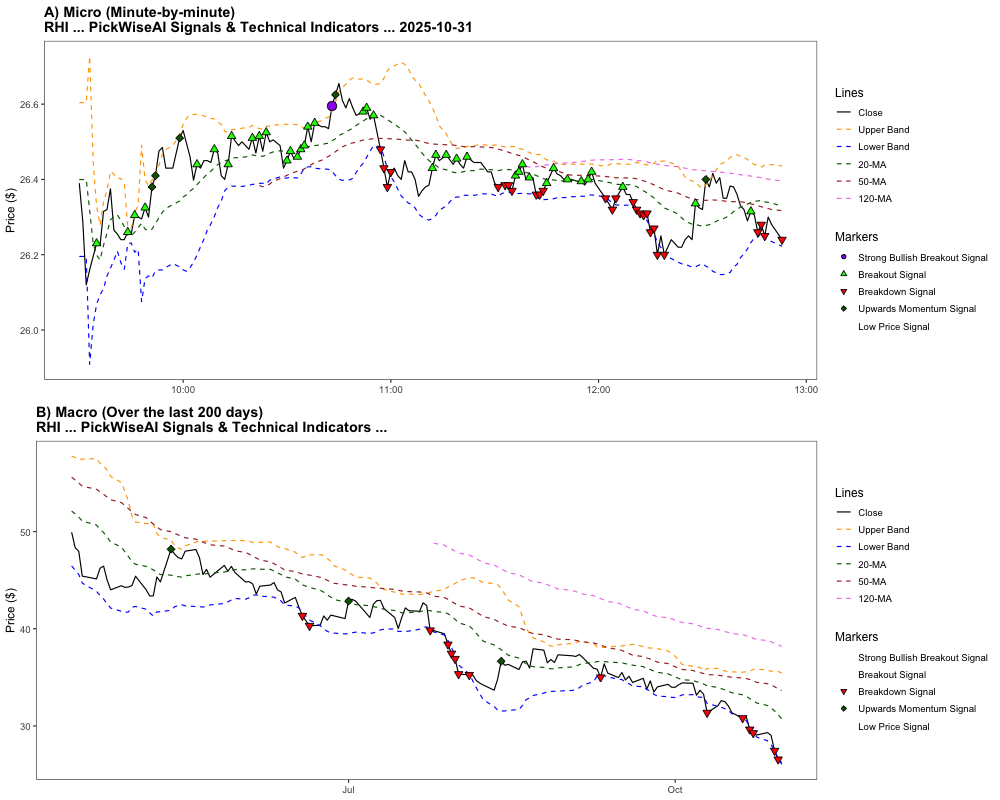 A) Micro (Minute-by-minute)
RHI ... PickWiseAI Signals & Technical Indicators ... 2025-10-31
Price ($)
26.6
26.4
26.2
26.0
10:00
11:00
12:00
13:00
Lines
Close
Upper Band
Lower Band
20-MA
50-MA
120-MA
Markers
Strong Bullish Breakout Signal
Breakout Signal
Breakdown Signal
Upwards Momentum Signal
Low Price Signal
B) Macro (Over the last 200 days)
RHI ... PickWiseAI Signals & Technical Indicators ...
Price ($)
50
40
30
Jul
Oct
Lines
Close
Upper Band
Lower Band
20-MA
50-MA
120-MA
Markers
Strong Bullish Breakout Signal
Breakout Signal
Breakdown Signal
Upwards Momentum Signal
Low Price Signal